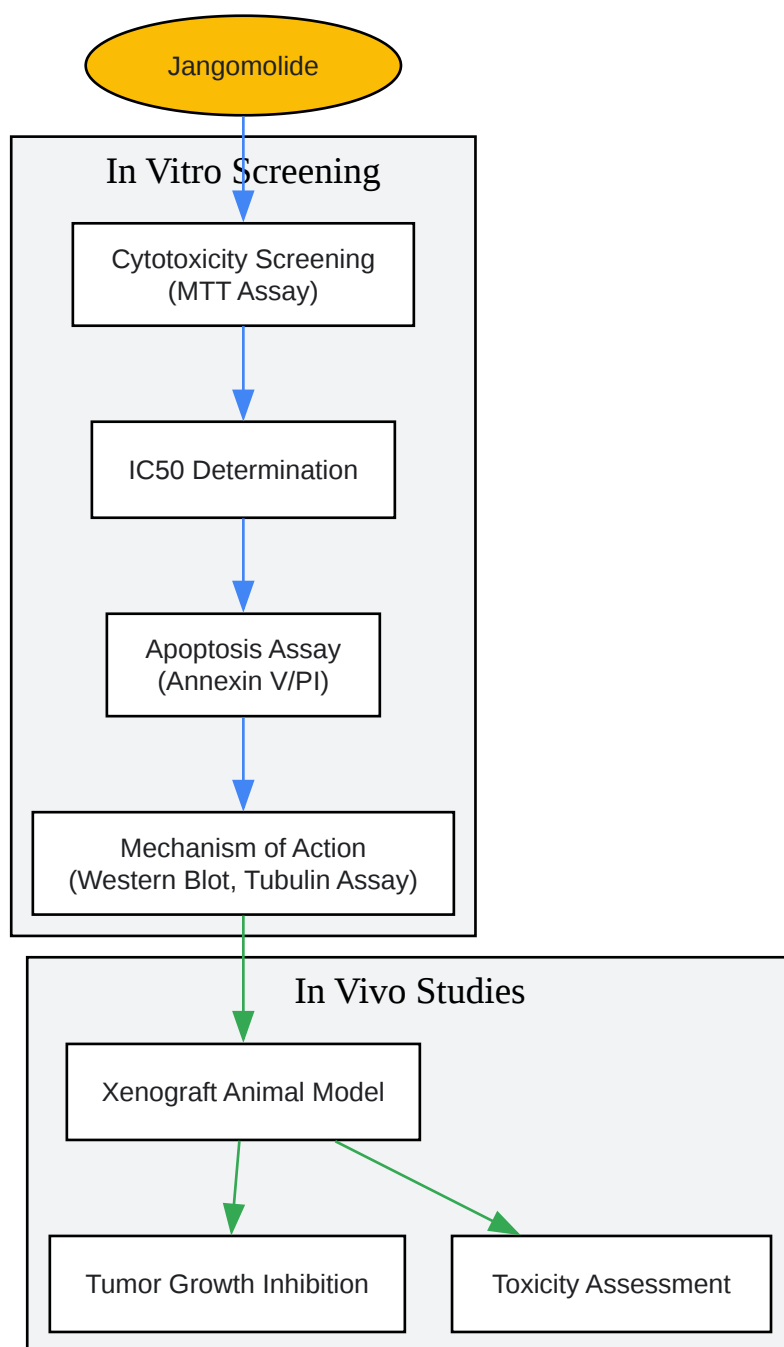 Jangomolide
In Vitro Screening
Cytotoxicity Screening
(MTT Assay)
IC50 Determination
Apoptosis Assay
(Annexin V/PI)
Mechanism of Action
(Western Blot, Tubulin Assay)
In Vivo Studies
Xenograft Animal Model
Tumor Growth Inhibition
Toxicity Assessment